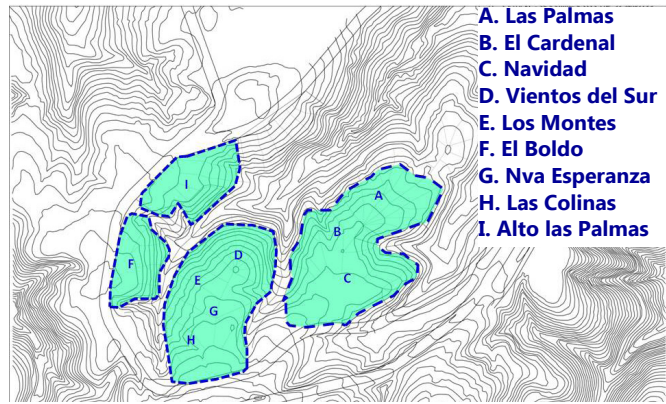 A. Las Palmas
B. El Cardenal
C. Navidad
D. Vientos del Sur
E. Los Montes
F. El Boldo
G. Nva Esperanza
H. Las Colinas
I. Alto las Palmas
I
A
B
D
F
E
C
G
H